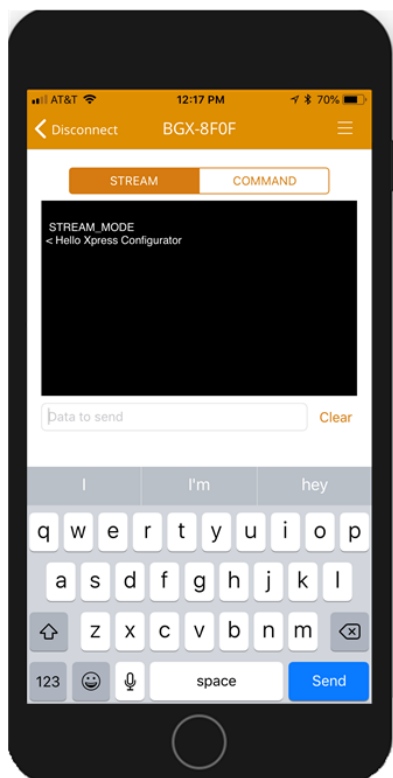 AT&T 12:17 PM 70%
Disconnect BGX-8F0F
STREAM COMMAND
STREAM_MODE
< Hello Xpress Configurator
Data to send Clear
I I'm hey
q w e r t y u i o p
a s d f g h j k l
z x c v b n m
123 space Send